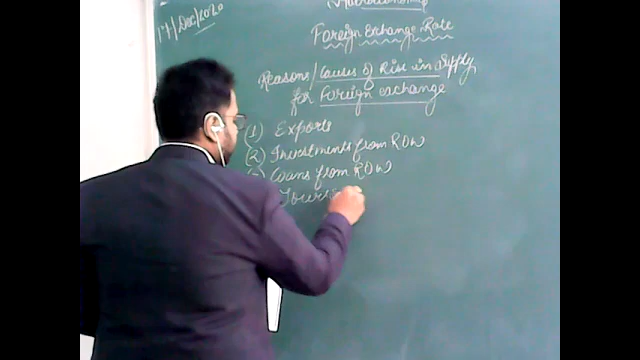 17/Dec/2020
Foreign Exchange Rate
Reasons/Causes of Rise in Supply
for Foreign exchange
(1) Exports
(2) Investments from ROW
Loans from ROW